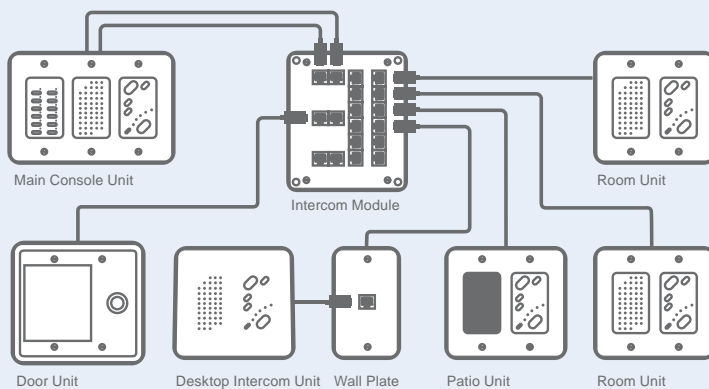 Main Console Unit
Intercom Module
Room Unit
Door Unit
Desktop Intercom Unit
Wall Plate
Patio Unit
Room Unit